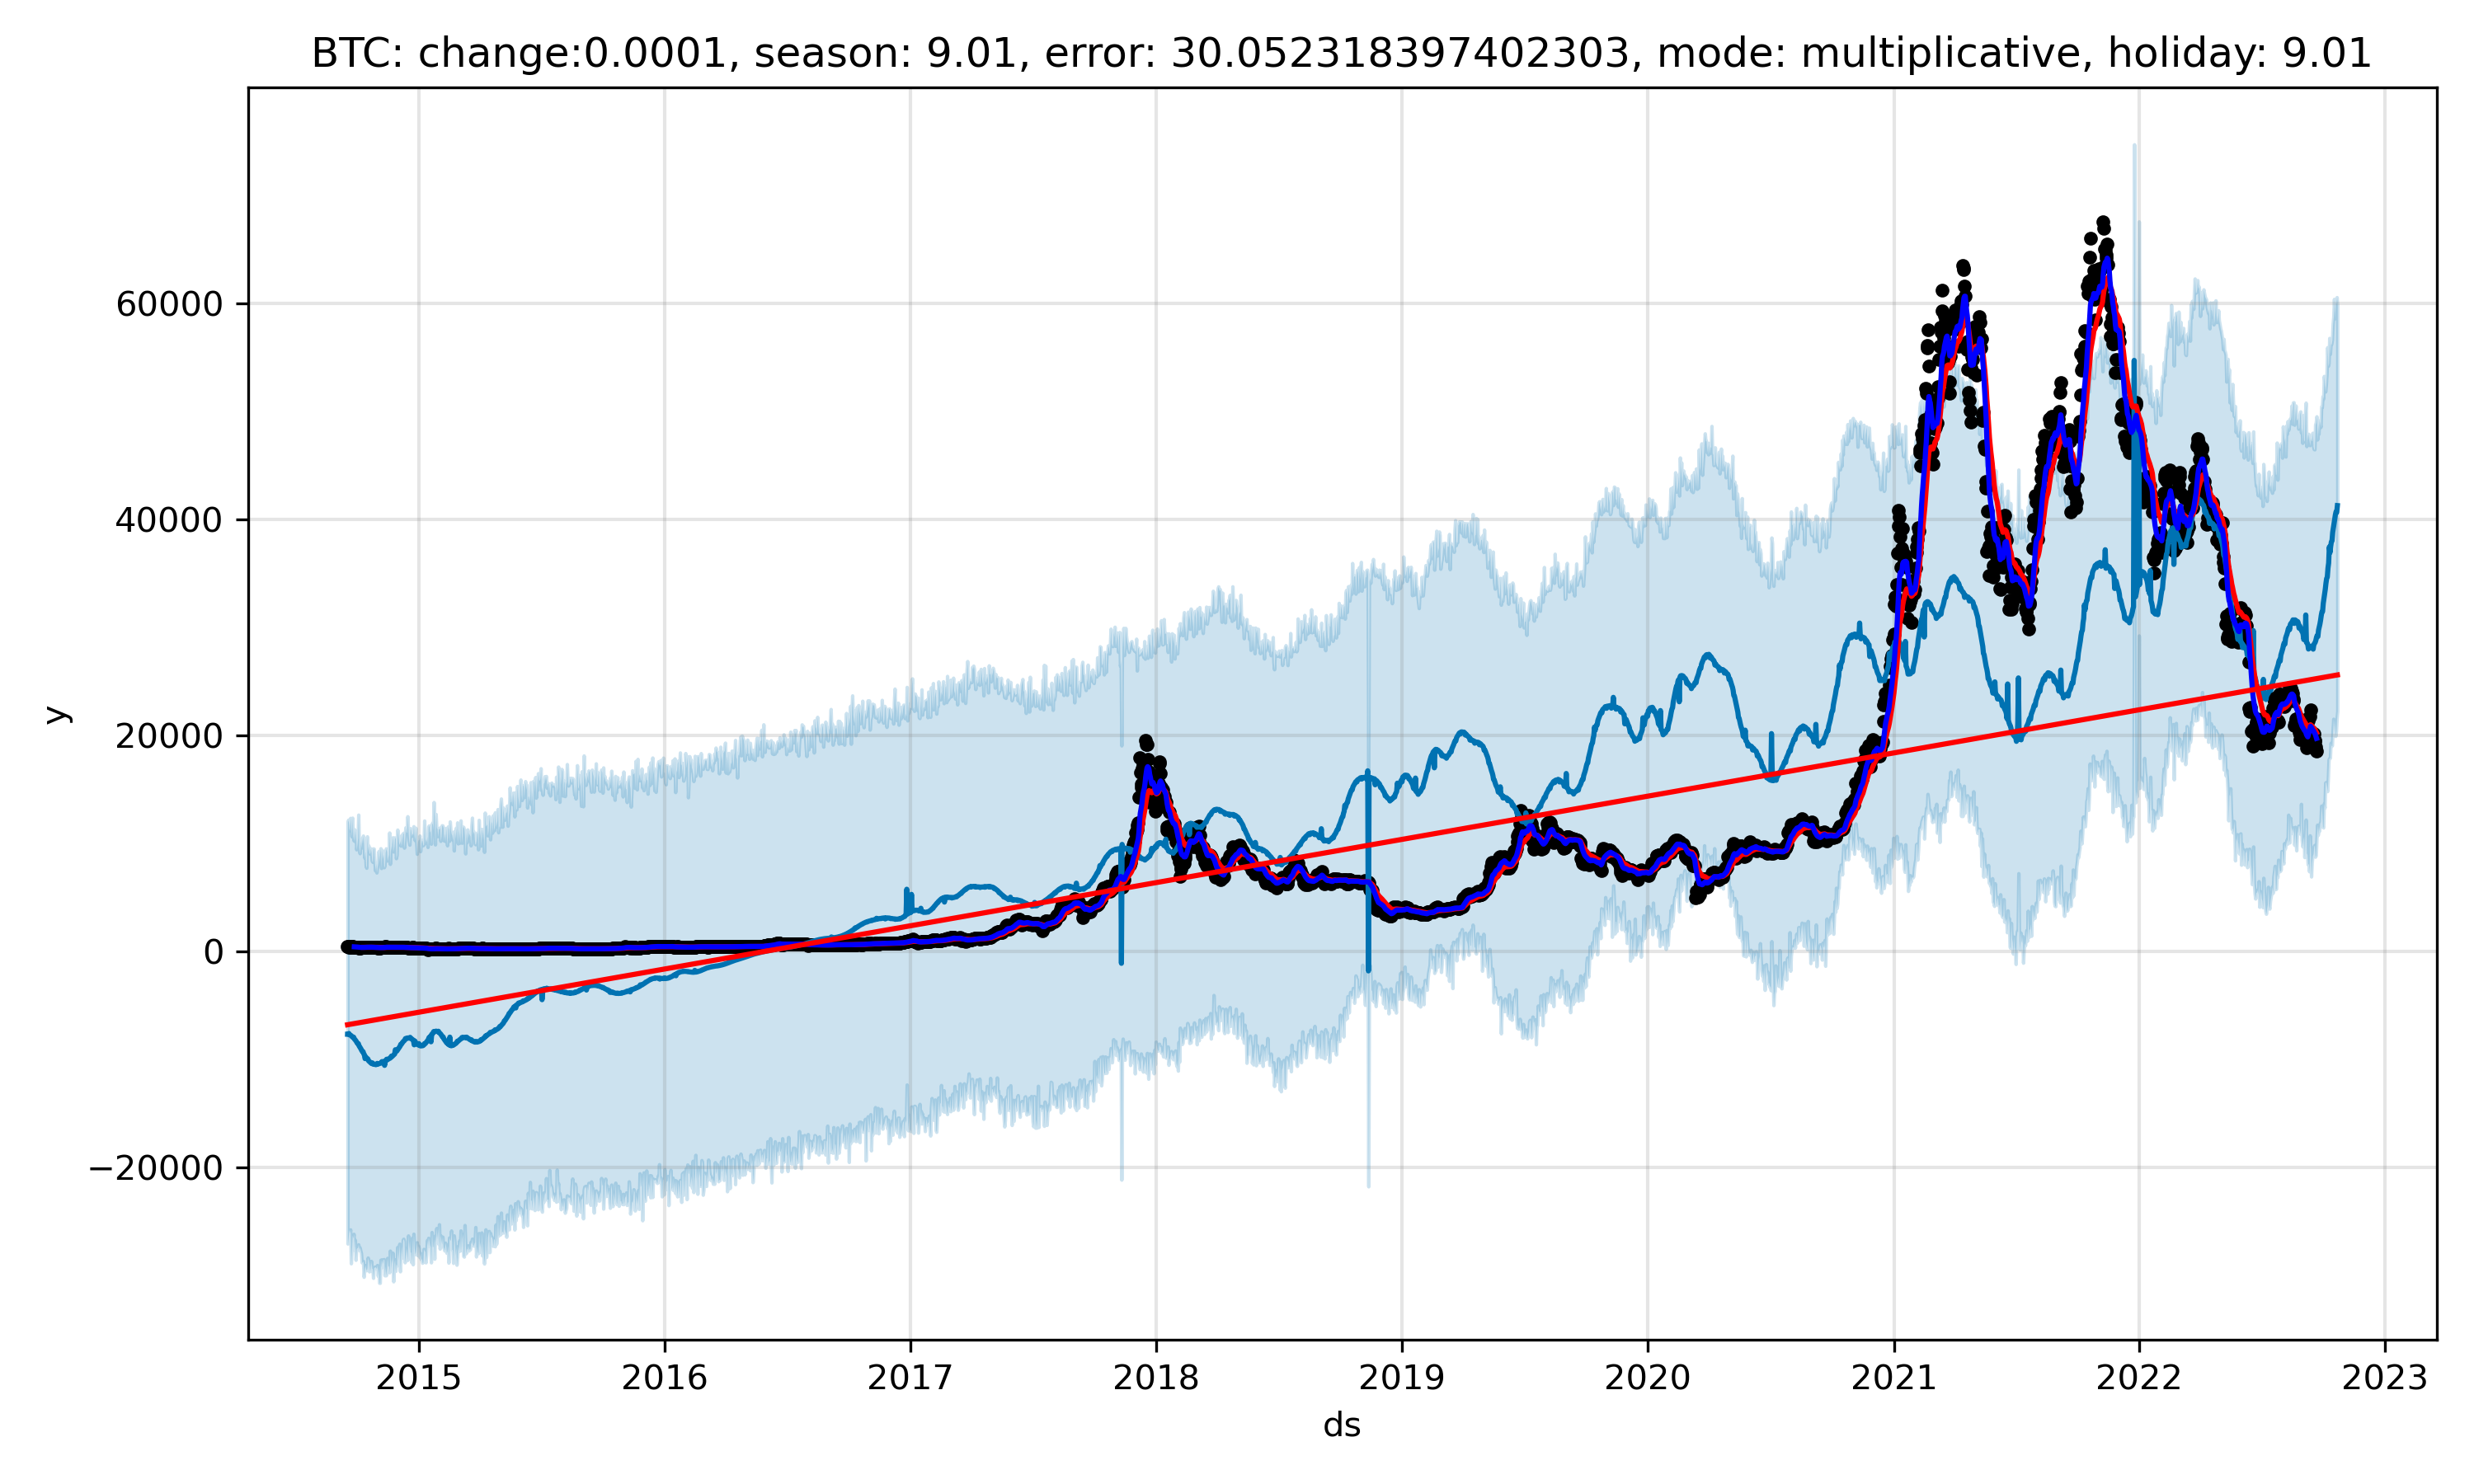 BTC: change:0.0001, season: 9.01, error: 30.052318397402303, mode: multiplicative, holiday: 9.01
y
60000
40000
20000
0
−20000
2015 2016 2017 2018 2019 2020 2021 2022 2023
ds